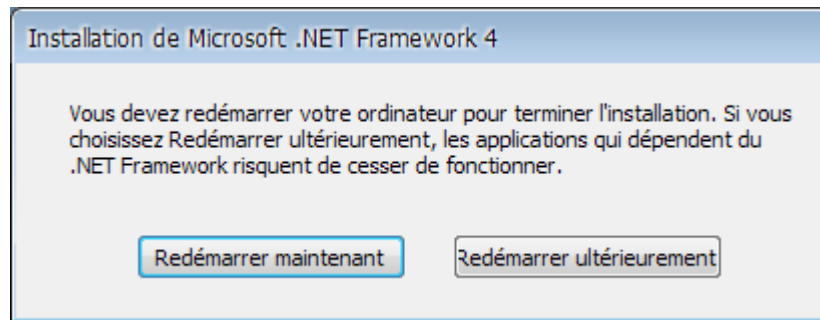 Installation de Microsoft .NET Framework 4
Vous devez redémarrer votre ordinateur pour terminer l'installation. Si vous
choisissez Redémarrer ultérieurement, les applications qui dépendent du
.NET Framework risquent de cesser de fonctionner.
Redémarrer maintenant
Redémarrer ultérieurement